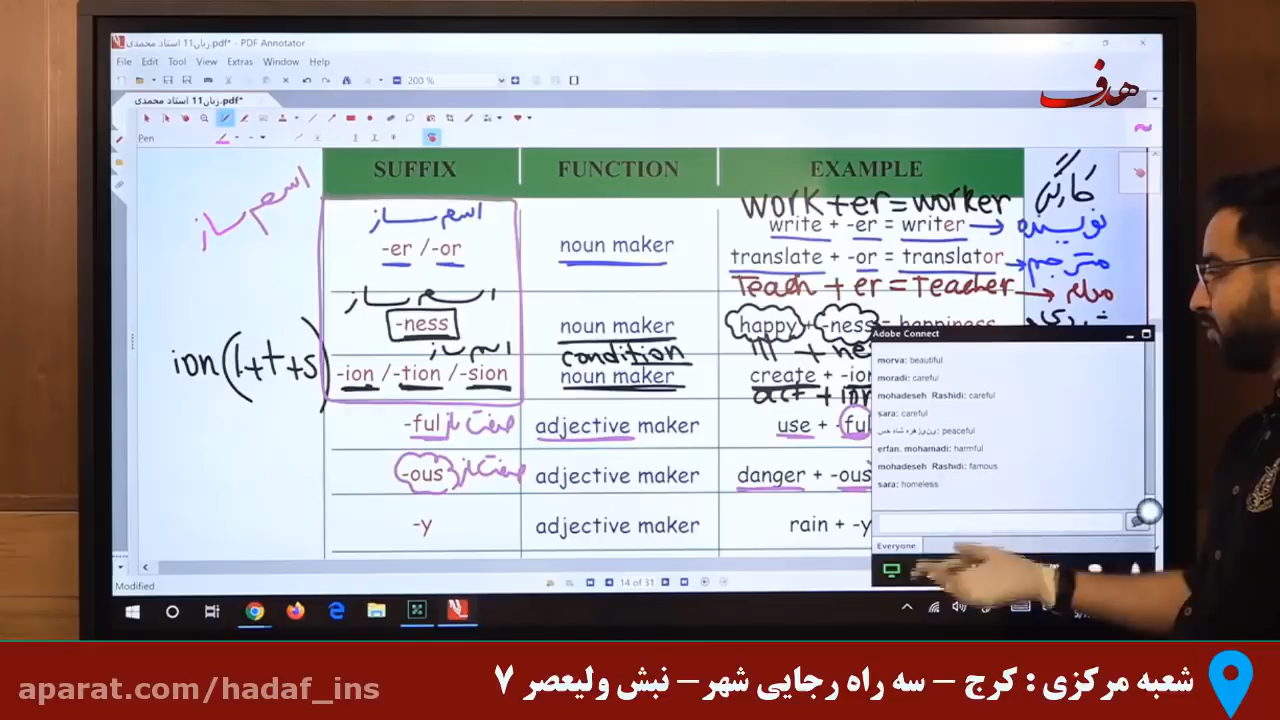 زبان11 استاد محمدی.pdf* - PDF Annotator
File Edit Tool View Extras Window Help
200 %
هدف
زبان11 استاد محمدی.pdf*
Pen
SUFFIX FUNCTION EXAMPLE
اسم ساز
work + er = worker
اسم ساز
write + -er = writer → نویسنده
-er /-or noun maker
translate + -or = translator → مترجم
Teach + er = Teacher → معلم
اسم ساز
-ness noun maker happy + -ness = happiness
اسم ساز condition ill + ne
ion(i+t+s) -ion /-tion /-sion noun maker create + -ion
act + ion
-ful صفت ساز adjective maker use + -ful
-ous صفت ساز adjective maker danger + -ous
-y adjective maker rain + -y
Adobe Connect
morva: beautiful
moradi: careful
mohadeseh Rashidi: careful
sara: careful
peaceful
erfan. mohamadi: harmful
mohadeseh Rashidi: famous
sara: homeless
Everyone
Modified
14 of 31
aparat.com/hadaf_ins
شعبه مرکزی : کرج – سه راه رجایی شهر– نبش ولیعصر ۷